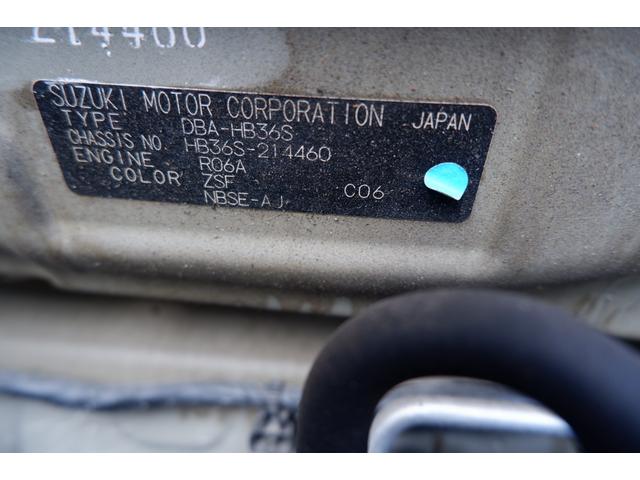 214460
SUZUKI MOTOR CORPORATION JAPAN
TYPE DBA-HB36S
CHASSIS NO. HB36S-214460
ENGINE R06A
COLOR ZSF C06
NBSE-AJ